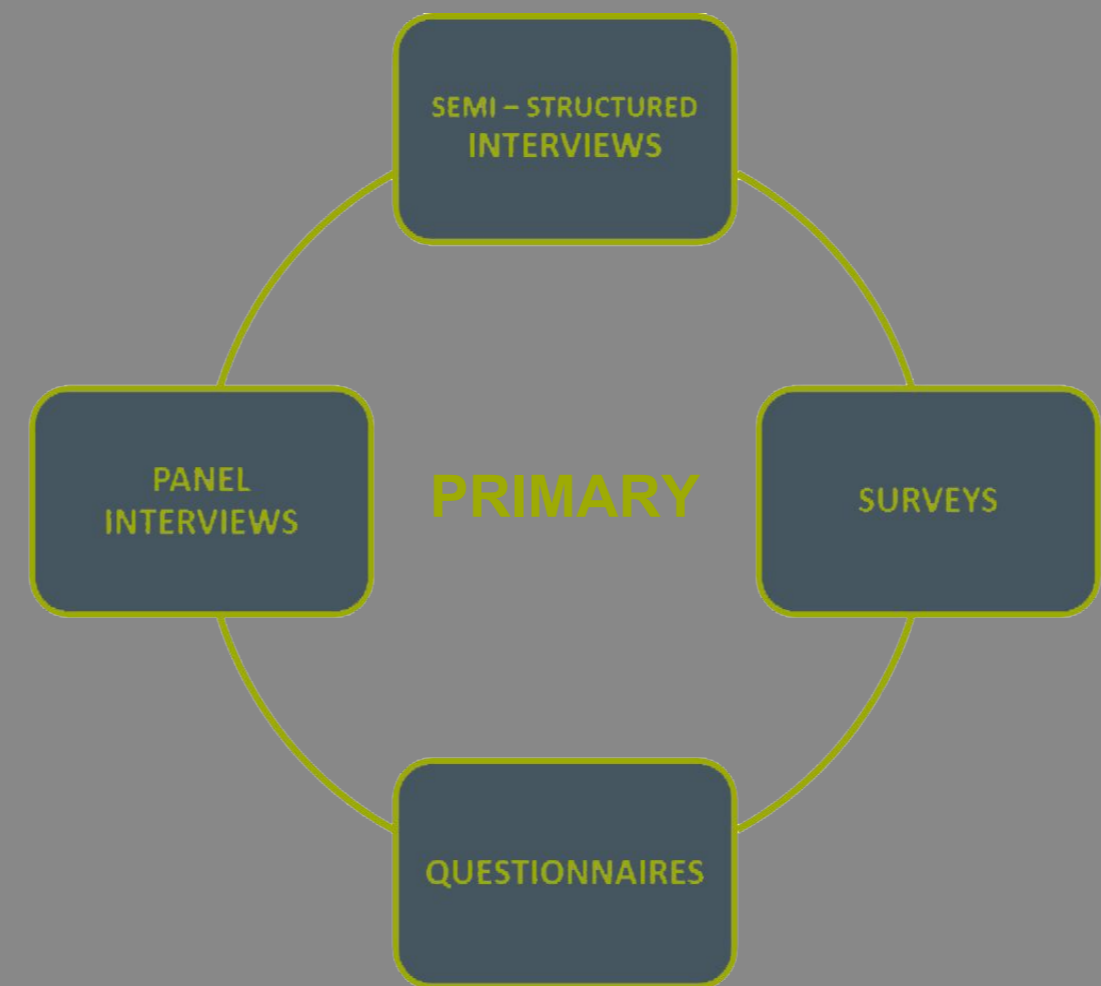 SEMI – STRUCTURED
INTERVIEWS
PANEL
INTERVIEWS
PRIMARY
SURVEYS
QUESTIONNAIRES